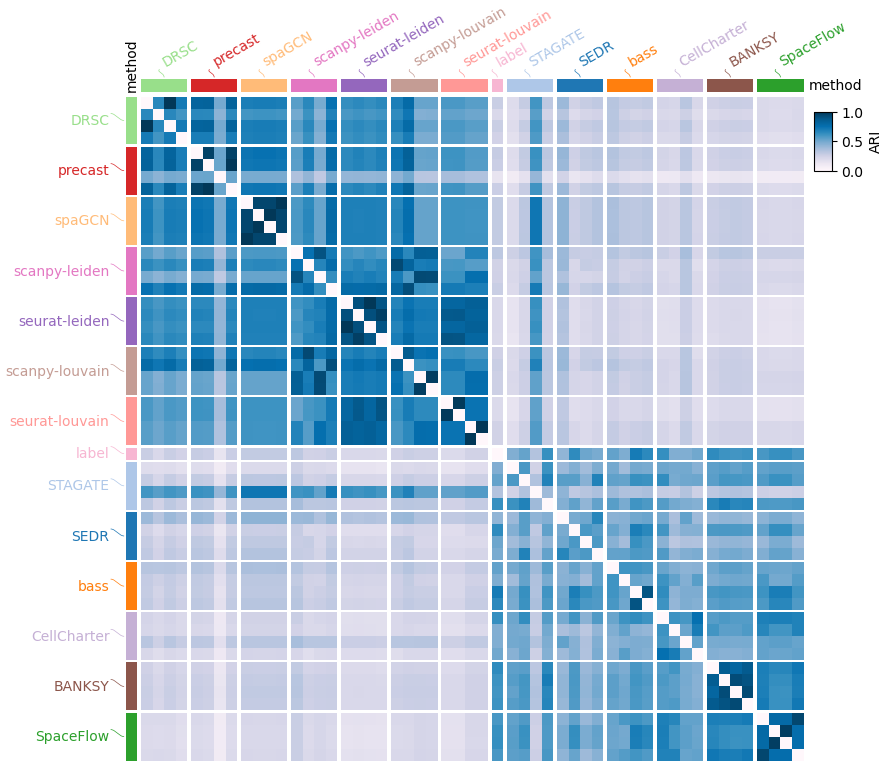 method
DRSC
precast
spaGCN
scanpy-leiden
seurat-leiden
scanpy-louvain
seurat-louvain
label
STAGATE
SEDR
bass
CellCharter
BANKSY
SpaceFlow
method
1.0
0.5
0.0
ARI
DRSC
precast
spaGCN
scanpy-leiden
seurat-leiden
scanpy-louvain
seurat-louvain
label
STAGATE
SEDR
bass
CellCharter
BANKSY
SpaceFlow